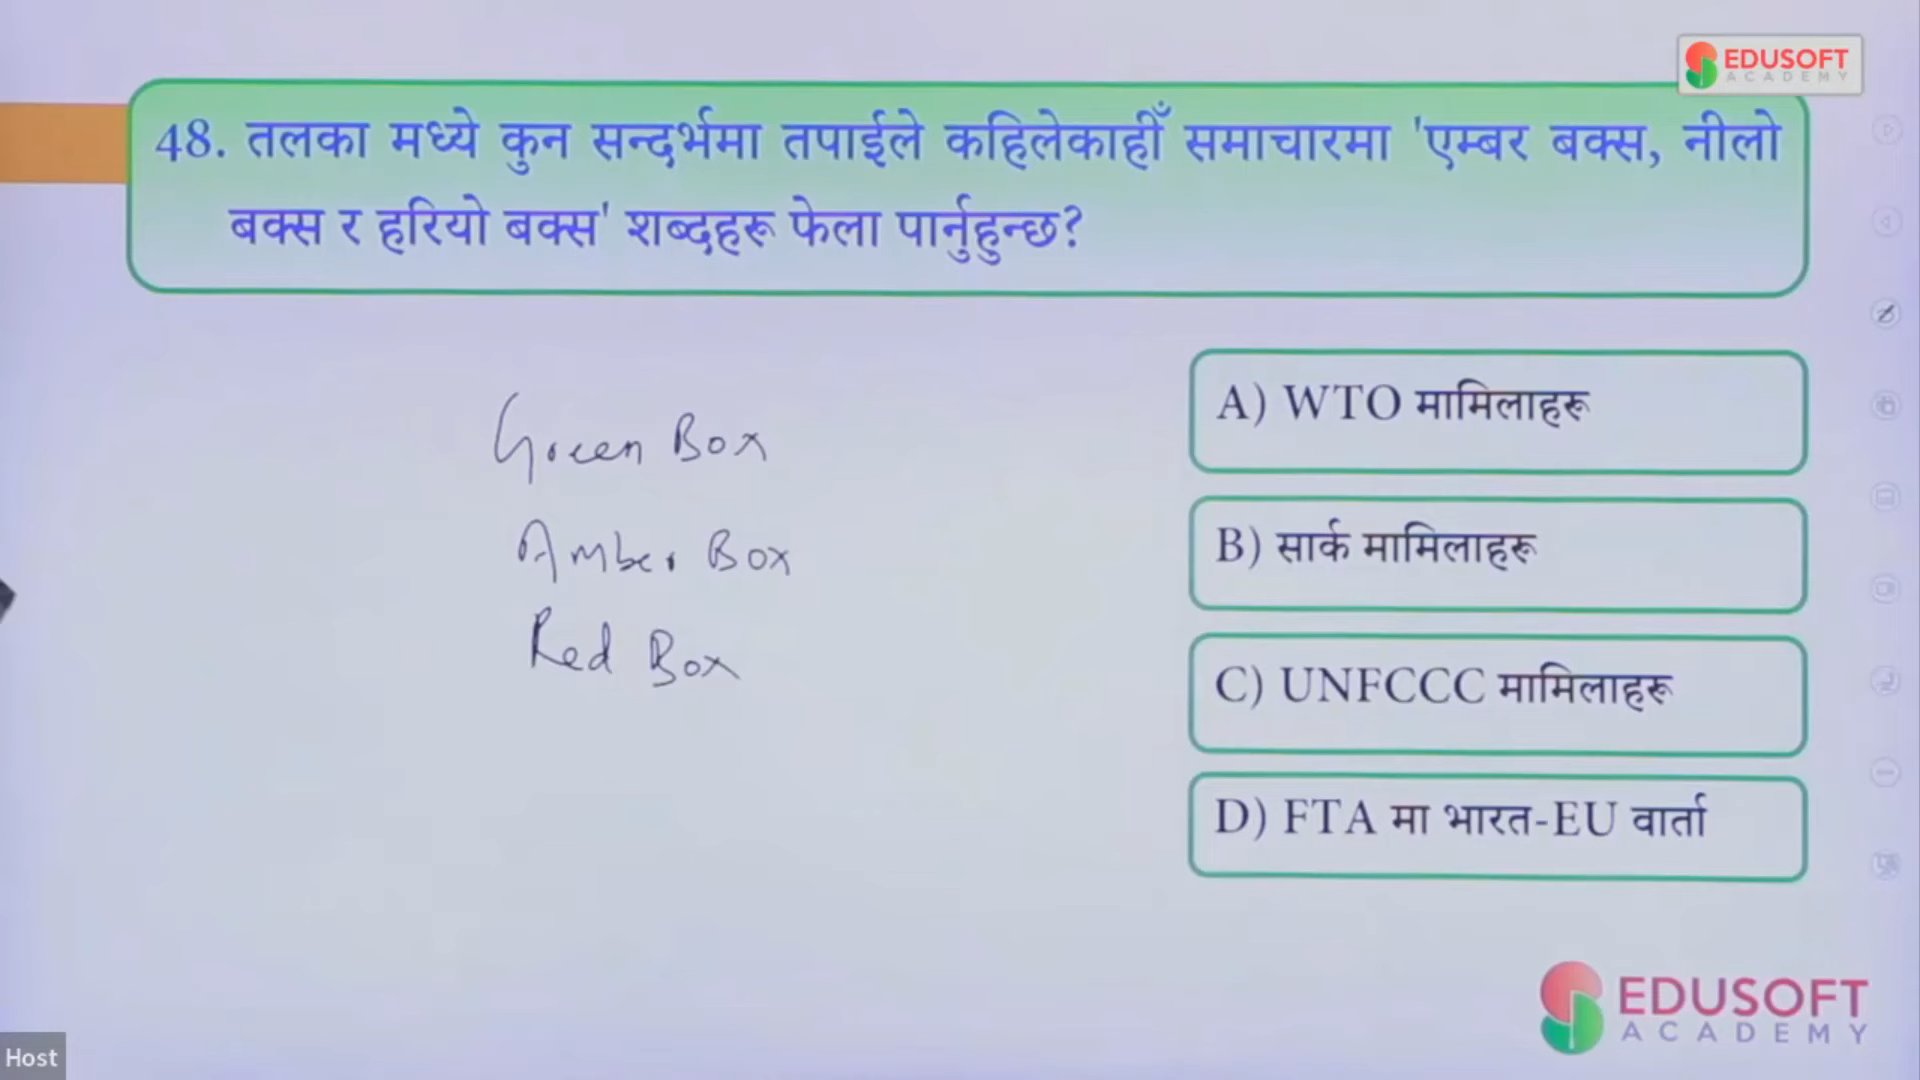 EDUSOFT
ACADEMY
48. तलका मध्ये कुन सन्दर्भमा तपाईले कहिलेकाहीँ समाचारमा 'एम्बर बक्स, नीलो
बक्स र हरियो बक्स' शब्दहरू फेला पार्नुहुन्छ?
Green Box
Amber Box
Red Box
A) WTO मामिलाहरू
B) सार्क मामिलाहरू
C) UNFCCC मामिलाहरू
D) FTA मा भारत-EU वार्ता
EDUSOFT
ACADEMY
Host